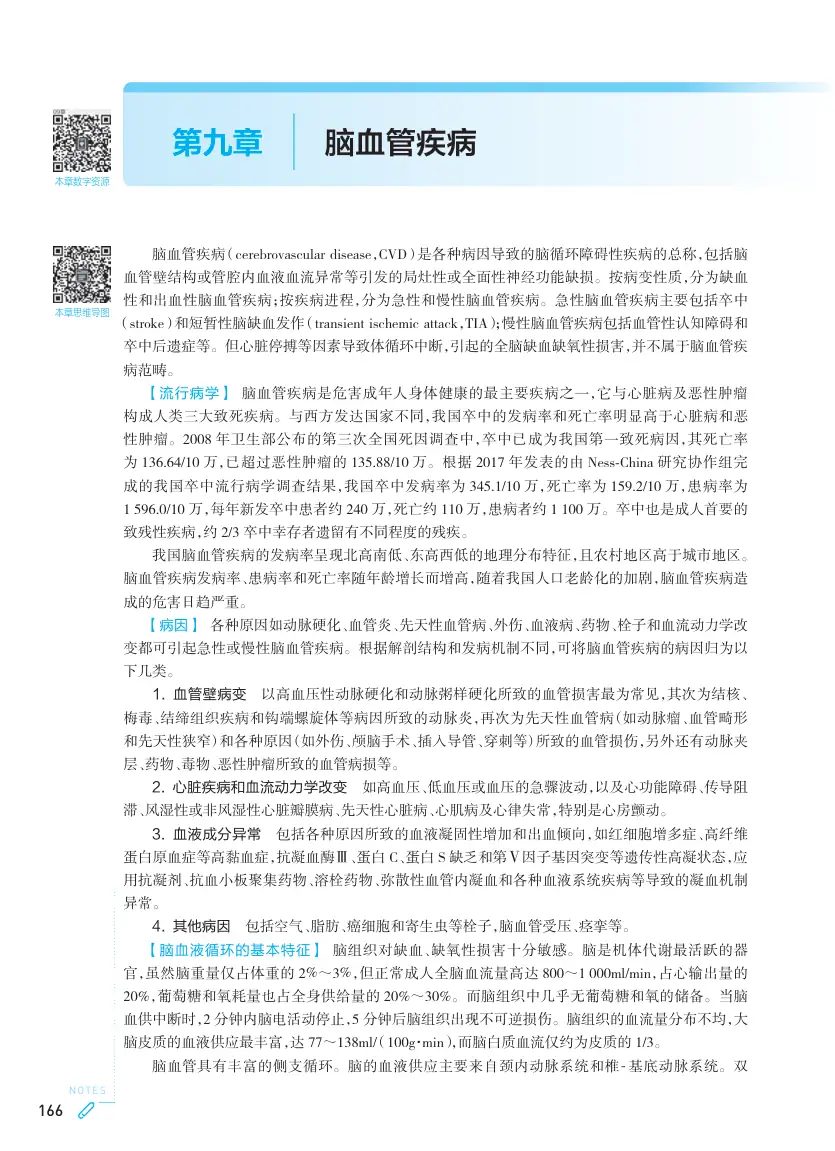 第九章
脑血管疾病
本章数字资源
本章思维导图
脑血管疾病(cerebrovascular disease,CVD)是各种病因导致的脑循环障碍性疾病的总称,包括脑
血管壁结构或管腔内血液血流异常等引发的局灶性或全面性神经功能缺损。按病变性质,分为缺血
性和出血性脑血管疾病;按疾病进程,分为急性和慢性脑血管疾病。急性脑血管疾病主要包括卒中
(stroke)和短暂性脑缺血发作(transient ischemic attack,TIA);慢性脑血管疾病包括血管性认知障碍和
卒中后遗症等。但心脏停搏等因素导致体循环中断,引起的全脑缺血缺氧性损害,并不属于脑血管疾
病范畴。
【流行病学】 脑血管疾病是危害成年人身体健康的最主要疾病之一,它与心脏病及恶性肿瘤
构成人类三大致死疾病。与西方发达国家不同,我国卒中的发病率和死亡率明显高于心脏病和恶
性肿瘤。2008 年卫生部公布的第三次全国死因调查中,卒中已成为我国第一致死病因,其死亡率
为 136.64/10 万,已超过恶性肿瘤的 135.88/10 万。根据 2017 年发表的由 Ness-China 研究协作组完
成的我国卒中流行病学调查结果,我国卒中发病率为 345.1/10 万,死亡率为 159.2/10 万,患病率为
1 596.0/10 万,每年新发卒中患者约 240 万,死亡约 110 万,患病者约 1 100 万。卒中也是成人首要的
致残性疾病,约 2/3 卒中幸存者遗留有不同程度的残疾。
我国脑血管疾病的发病率呈现北高南低、东高西低的地理分布特征,且农村地区高于城市地区。
脑血管疾病发病率、患病率和死亡率随年龄增长而增高,随着我国人口老龄化的加剧,脑血管疾病造
成的危害日趋严重。
【病因】 各种原因如动脉硬化、血管炎、先天性血管病、外伤、血液病、药物、栓子和血流动力学改
变都可引起急性或慢性脑血管疾病。根据解剖结构和发病机制不同,可将脑血管疾病的病因归为以
下几类。
1. 血管壁病变 以高血压性动脉硬化和动脉粥样硬化所致的血管损害最为常见,其次为结核、
梅毒、结缔组织疾病和钩端螺旋体等病因所致的动脉炎,再次为先天性血管病(如动脉瘤、血管畸形
和先天性狭窄)和各种原因(如外伤、颅脑手术、插入导管、穿刺等)所致的血管损伤,另外还有动脉夹
层、药物、毒物、恶性肿瘤所致的血管病损等。
2. 心脏疾病和血流动力学改变 如高血压、低血压或血压的急骤波动,以及心功能障碍、传导阻
滞、风湿性或非风湿性心脏瓣膜病、先天性心脏病、心肌病及心律失常,特别是心房颤动。
3. 血液成分异常 包括各种原因所致的血液凝固性增加和出血倾向,如红细胞增多症、高纤维
蛋白原血症等高黏血症,抗凝血酶Ⅲ、蛋白 C、蛋白 S 缺乏和第Ⅴ因子基因突变等遗传性高凝状态,应
用抗凝剂、抗血小板聚集药物、溶栓药物、弥散性血管内凝血和各种血液系统疾病等导致的凝血机制
异常。
4. 其他病因 包括空气、脂肪、癌细胞和寄生虫等栓子,脑血管受压、痉挛等。
【脑血液循环的基本特征】 脑组织对缺血、缺氧性损害十分敏感。脑是机体代谢最活跃的器
官,虽然脑重量仅占体重的 2%~3%,但正常成人全脑血流量高达 800~1 000ml/min,占心输出量的
20%,葡萄糖和氧耗量也占全身供给量的 20%~30%。而脑组织中几乎无葡萄糖和氧的储备。当脑
血供中断时,2 分钟内脑电活动停止,5 分钟后脑组织出现不可逆损伤。脑组织的血流量分布不均,大
脑皮质的血液供应最丰富,达 77~138ml/(100g·min),而脑白质血流仅约为皮质的 1/3。
脑血管具有丰富的侧支循环。脑的血液供应主要来自颈内动脉系统和椎-基底动脉系统。双
NOTES
166